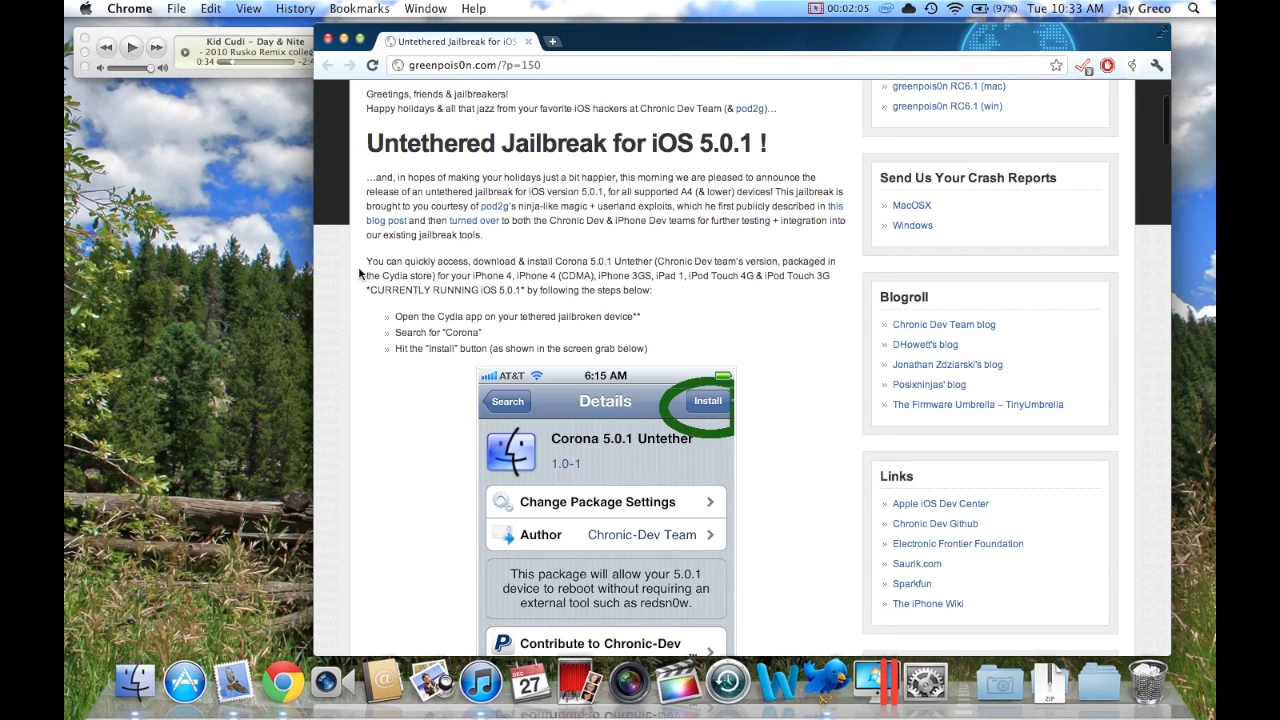 Chrome File Edit View History Bookmarks Window Help 00:02:05 (97%) Tue 10:33 AM Jay Greco
Kid Cudi – Day & Nite
- 2010 Rusko Remix collec
0:34
Untethered Jailbreak for iOS
greenpois0n.com/?p=150
Greetings, friends & jailbreakers!
Happy holidays & all that jazz from your favorite iOS hackers at Chronic Dev Team (& pod2g)…
Untethered Jailbreak for iOS 5.0.1 !
…and, in hopes of making your holidays just a bit happier, this morning we are pleased to announce the
release of an untethered jailbreak for iOS version 5.0.1, for all supported A4 (& lower) devices! This jailbreak is
brought to you courtesy of pod2g's ninja-like magic + userland exploits, which he first publicly described in this
blog post and then turned over to both the Chronic Dev & iPhone Dev teams for further testing + integration into
our existing jailbreak tools.
You can quickly access, download & install Corona 5.0.1 Untether (Chronic Dev team's version, packaged in
the Cydia store) for your iPhone 4, iPhone 4 (CDMA), iPhone 3GS, iPad 1, iPod Touch 4G & iPod Touch 3G
*CURRENTLY RUNNING iOS 5.0.1* by following the steps below:
» Open the Cydia app on your tethered jailbroken device**
» Search for "Corona"
» Hit the "Install" button (as shown in the screen grab below)
AT&T 6:15 AM
Search Details Install
Corona 5.0.1 Untether
1.0-1
Change Package Settings
Author Chronic-Dev Team
This package will allow your 5.0.1
device to reboot without requiring an
external tool such as redsn0w.
Contribute to Chronic-Dev
» greenpois0n RC6.1 (mac)
» greenpois0n RC6.1 (win)
Send Us Your Crash Reports
» MacOSX
» Windows
Blogroll
» Chronic Dev Team blog
» DHowett's blog
» Jonathan Zdziarski's blog
» Posixninjas' blog
» The Firmware Umbrella – TinyUmbrella
Links
» Apple iOS Dev Center
» Chronic Dev Github
» Electronic Frontier Foundation
» Saurik.com
» Sparkfun
» The iPhone Wiki
DEC
27
ZIP